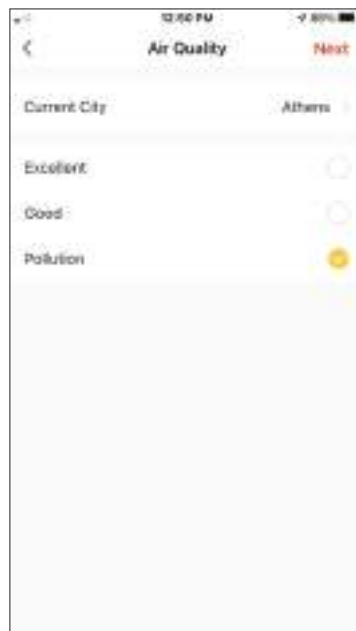 12:50 PM
Air Quality
Next
Current City
Athens
Excellent
Good
Pollution